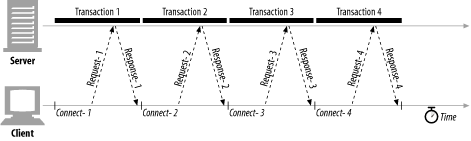 Transaction 1 Transaction 2 Transaction 3 Transaction 4
Server
Request- 1 Response- 1 Request- 2 Response- 2 Request- 3 Response- 3 Request- 4 Response- 4
Connect- 1 Connect- 2 Connect- 3 Connect- 4 Time
Client